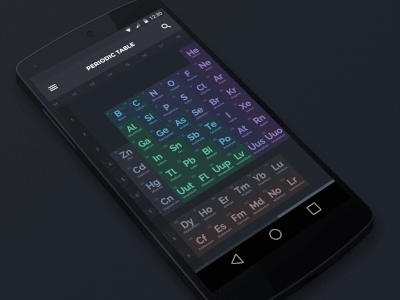 12:30
PERIODIC TABLE
He
B C N O F Ne
Al Si P S Cl Ar
Zn Ga Ge As Se Br Kr
Cd In Sn Sb Te I Xe
Hg Tl Pb Bi Po At Rn
Cn Uut Fl Uup Lv Uus Uuo
Dy Ho Er Tm Yb Lu
Cf Es Fm Md No Lr